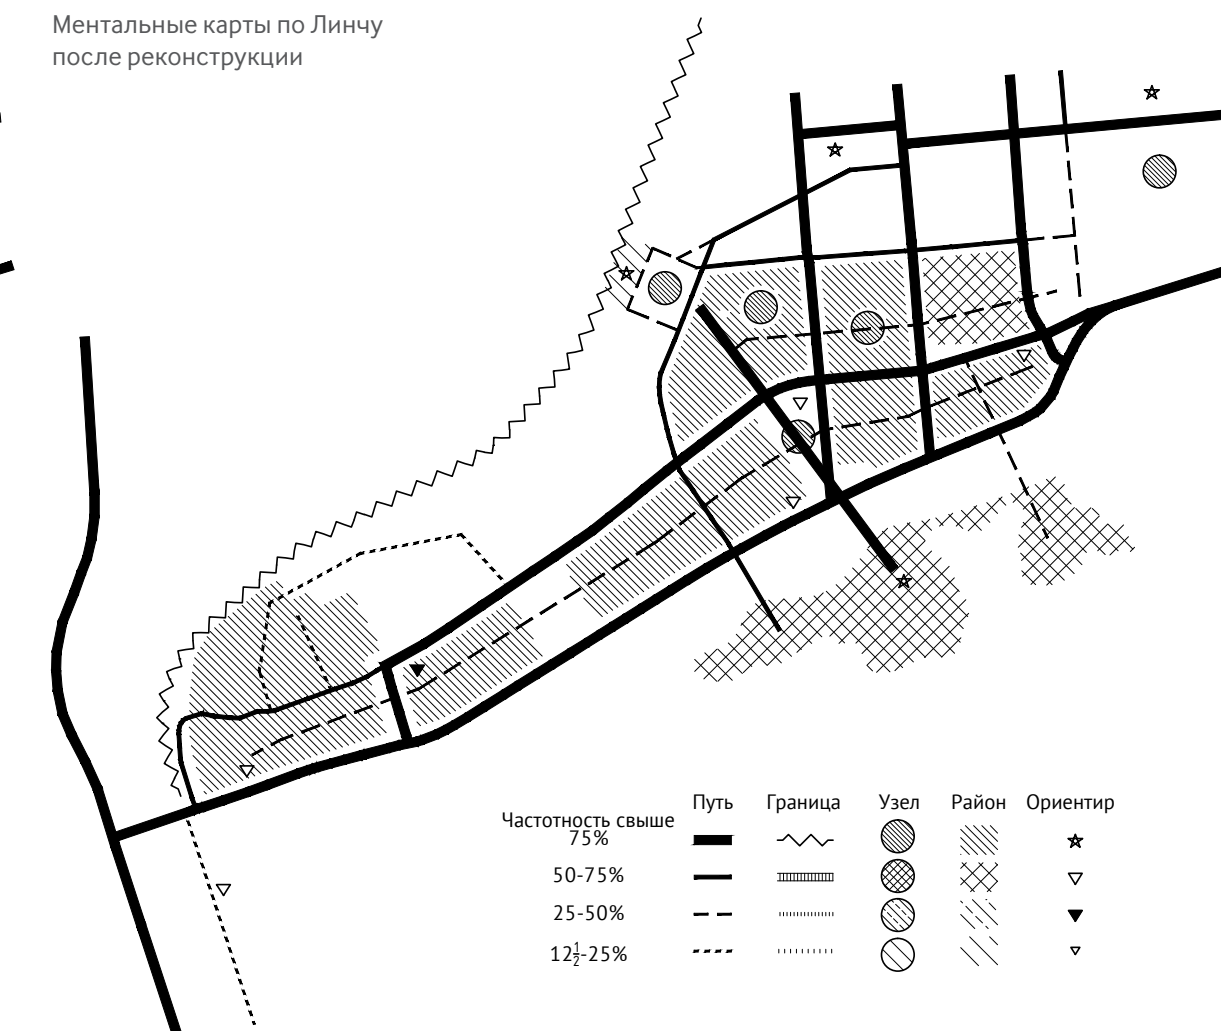 Ментальные карты по Линчу
после реконструкции
Путь Граница Узел Район Ориентир
Частотность свыше
75%
50-75%
25-50%
12½-25%